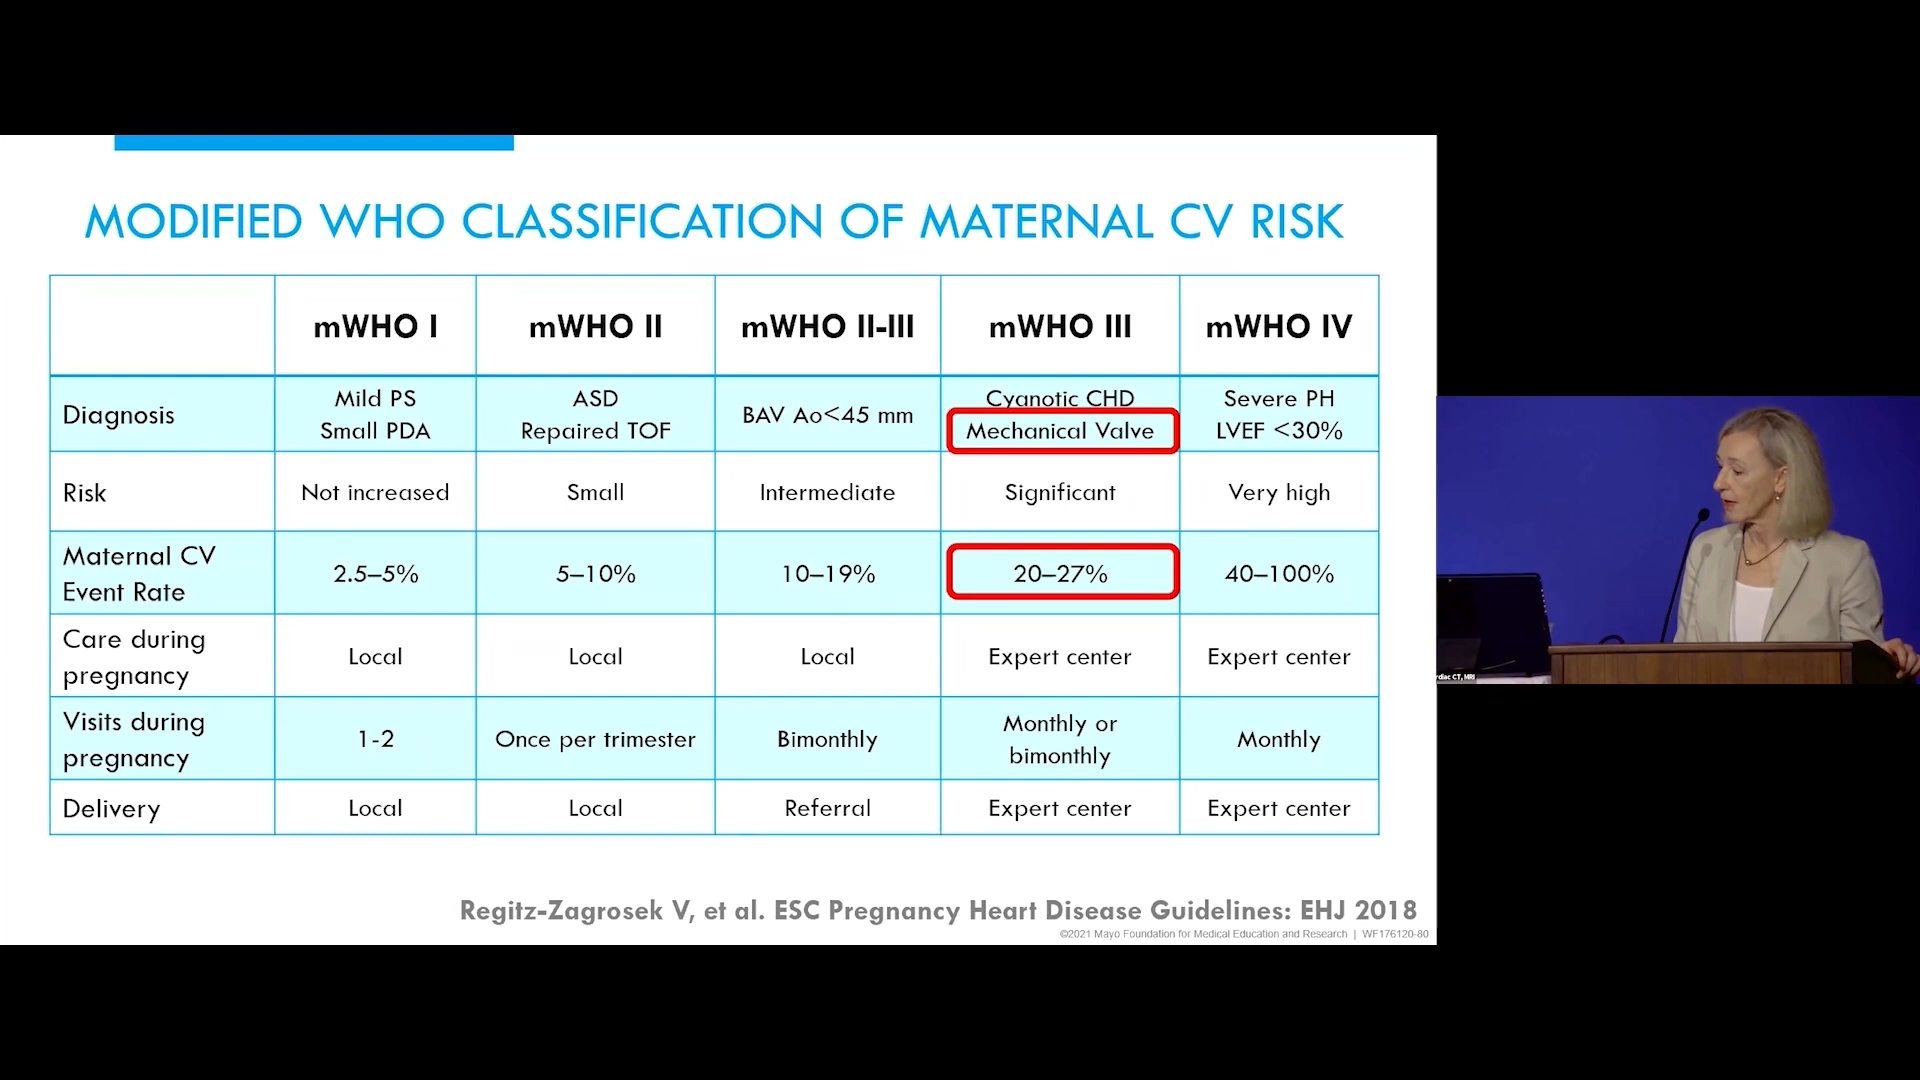 MODIFIED WHO CLASSIFICATION OF MATERNAL CV RISK
mWHO I
mWHO II
mWHO II-III
mWHO III
mWHO IV
Diagnosis
Mild PS
Small PDA
ASD
Repaired TOF
BAV Ao<45 mm
Cyanotic CHD
Mechanical Valve
Severe PH
LVEF <30%
Risk
Not increased
Small
Intermediate
Significant
Very high
Maternal CV
Event Rate
2.5–5%
5–10%
10–19%
20–27%
40–100%
Care during
pregnancy
Local
Local
Local
Expert center
Expert center
Visits during
pregnancy
1-2
Once per trimester
Bimonthly
Monthly or
bimonthly
Monthly
Delivery
Local
Local
Referral
Expert center
Expert center
Regitz-Zagrosek V, et al. ESC Pregnancy Heart Disease Guidelines: EHJ 2018
©2021 Mayo Foundation for Medical Education and Research | WF176120-80
CT, MRI